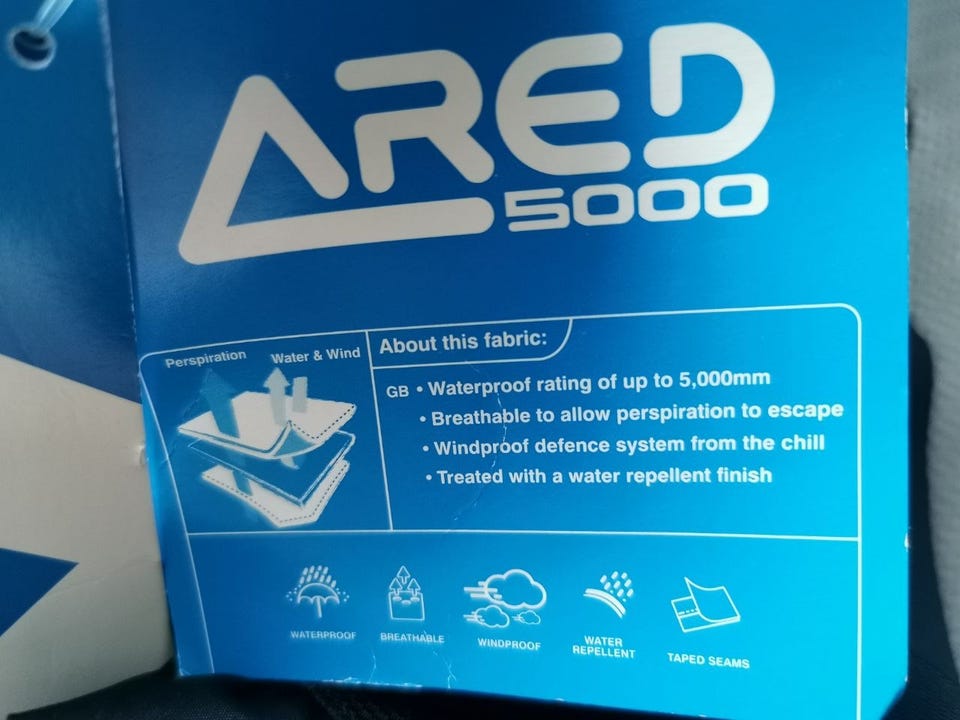 ARED
5000
Perspiration
Water & Wind
About this fabric:
GB • Waterproof rating of up to 5,000mm
• Breathable to allow perspiration to escape
• Windproof defence system from the chill
• Treated with a water repellent finish
WATERPROOF
BREATHABLE
WINDPROOF
WATER
REPELLENT
TAPED SEAMS